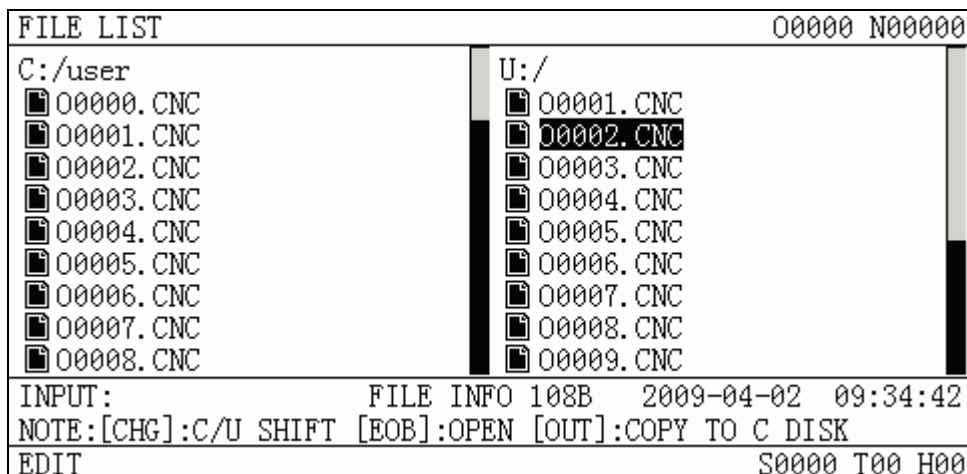 FILE LIST O0000 N00000
C:/user
O0000.CNC
O0001.CNC
O0002.CNC
O0003.CNC
O0004.CNC
O0005.CNC
O0006.CNC
O0007.CNC
O0008.CNC
U:/
O0001.CNC
O0002.CNC
O0003.CNC
O0004.CNC
O0005.CNC
O0006.CNC
O0007.CNC
O0008.CNC
O0009.CNC
INPUT: FILE INFO 108B 2009-04-02 09:34:42
NOTE:[CHG]:C/U SHIFT [EOB]:OPEN [OUT]:COPY TO C DISK
EDIT S0000 T00 H00